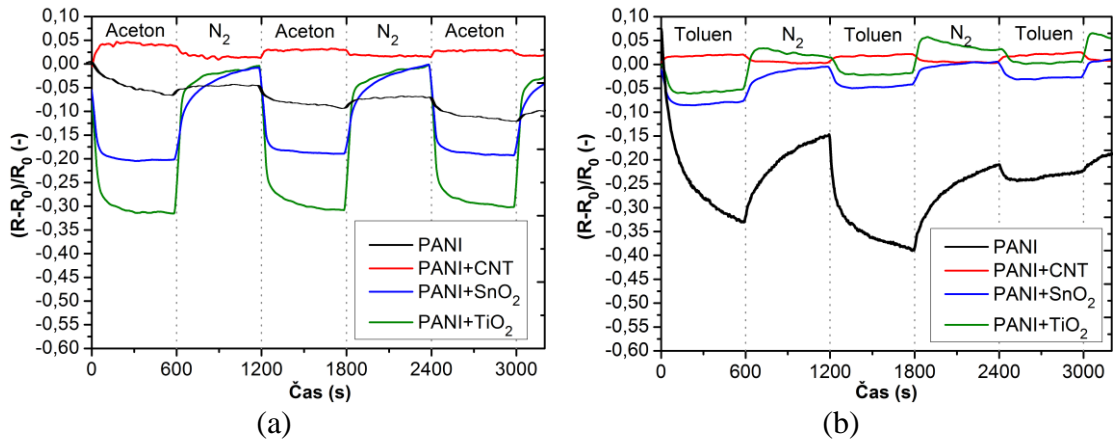 Aceton N2 Aceton N2 Aceton
0,10
0,05
0,00
-0,05
-0,10
-0,15
-0,20
-0,25
-0,30
-0,35
-0,40
-0,45
-0,50
-0,55
-0,60
(R-R0)/R0 (-)
PANI
PANI+CNT
PANI+SnO2
PANI+TiO2
0 600 1200 1800 2400 3000
Čas (s)
(a)
Toluen N2 Toluen N2 Toluen
0,10
0,05
0,00
-0,05
-0,10
-0,15
-0,20
-0,25
-0,30
-0,35
-0,40
-0,45
-0,50
-0,55
-0,60
(R-R0)/R0 (-)
PANI
PANI+CNT
PANI+SnO2
PANI+TiO2
0 600 1200 1800 2400 3000
Čas (s)
(b)